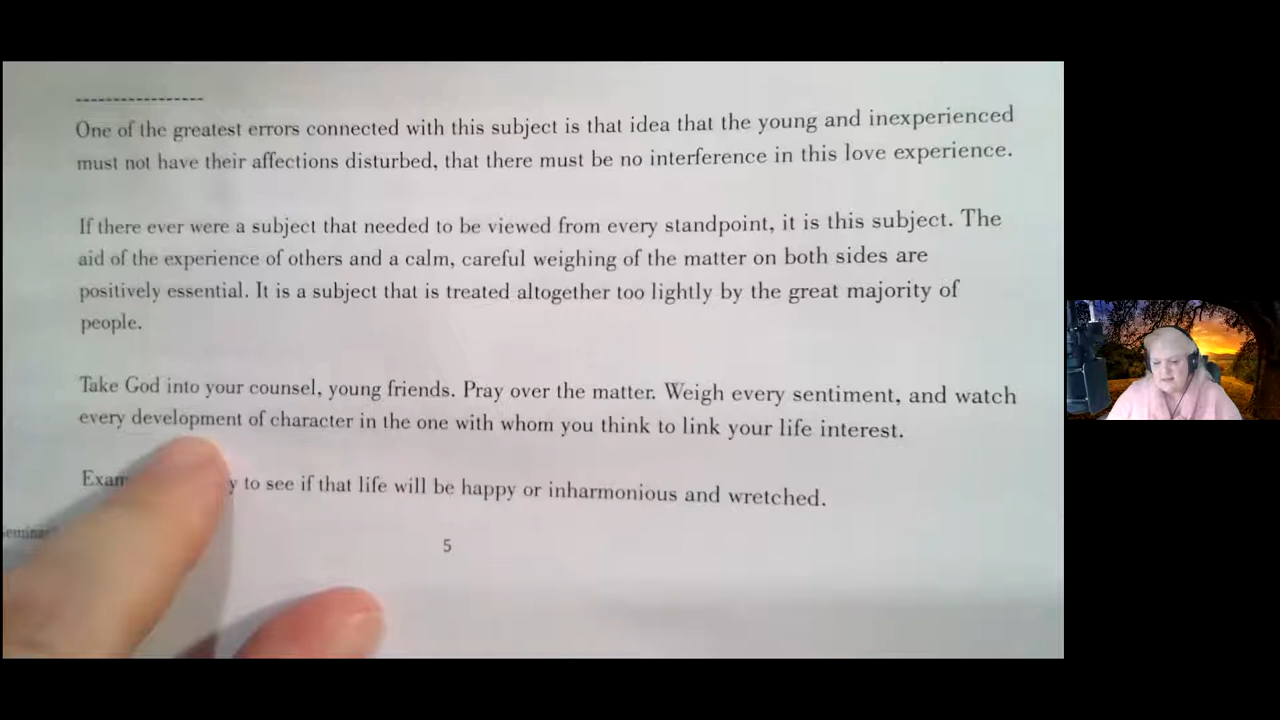 One of the greatest errors connected with this subject is that idea that the young and inexperienced
must not have their affections disturbed, that there must be no interference in this love experience.
If there ever were a subject that needed to be viewed from every standpoint, it is this subject. The
aid of the experience of others and a calm, careful weighing of the matter on both sides are
positively essential. It is a subject that is treated altogether too lightly by the great majority of
people.
Take God into your counsel, young friends. Pray over the matter. Weigh every sentiment, and watch
every development of character in the one with whom you think to link your life interest.
to see if that life will be happy or inharmonious and wretched.
5